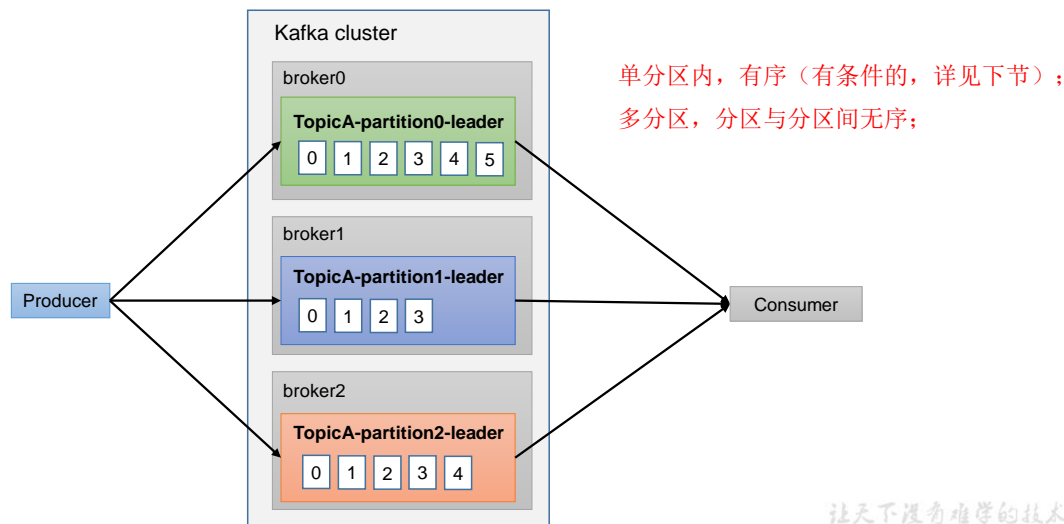 Kafka cluster
broker0
TopicA-partition0-leader
0 1 2 3 4 5
broker1
TopicA-partition1-leader
0 1 2 3
broker2
TopicA-partition2-leader
0 1 2 3 4
Producer
Consumer
单分区内，有序（有条件的，详见下节）；
多分区，分区与分区间无序；
让天下没有难学的技术